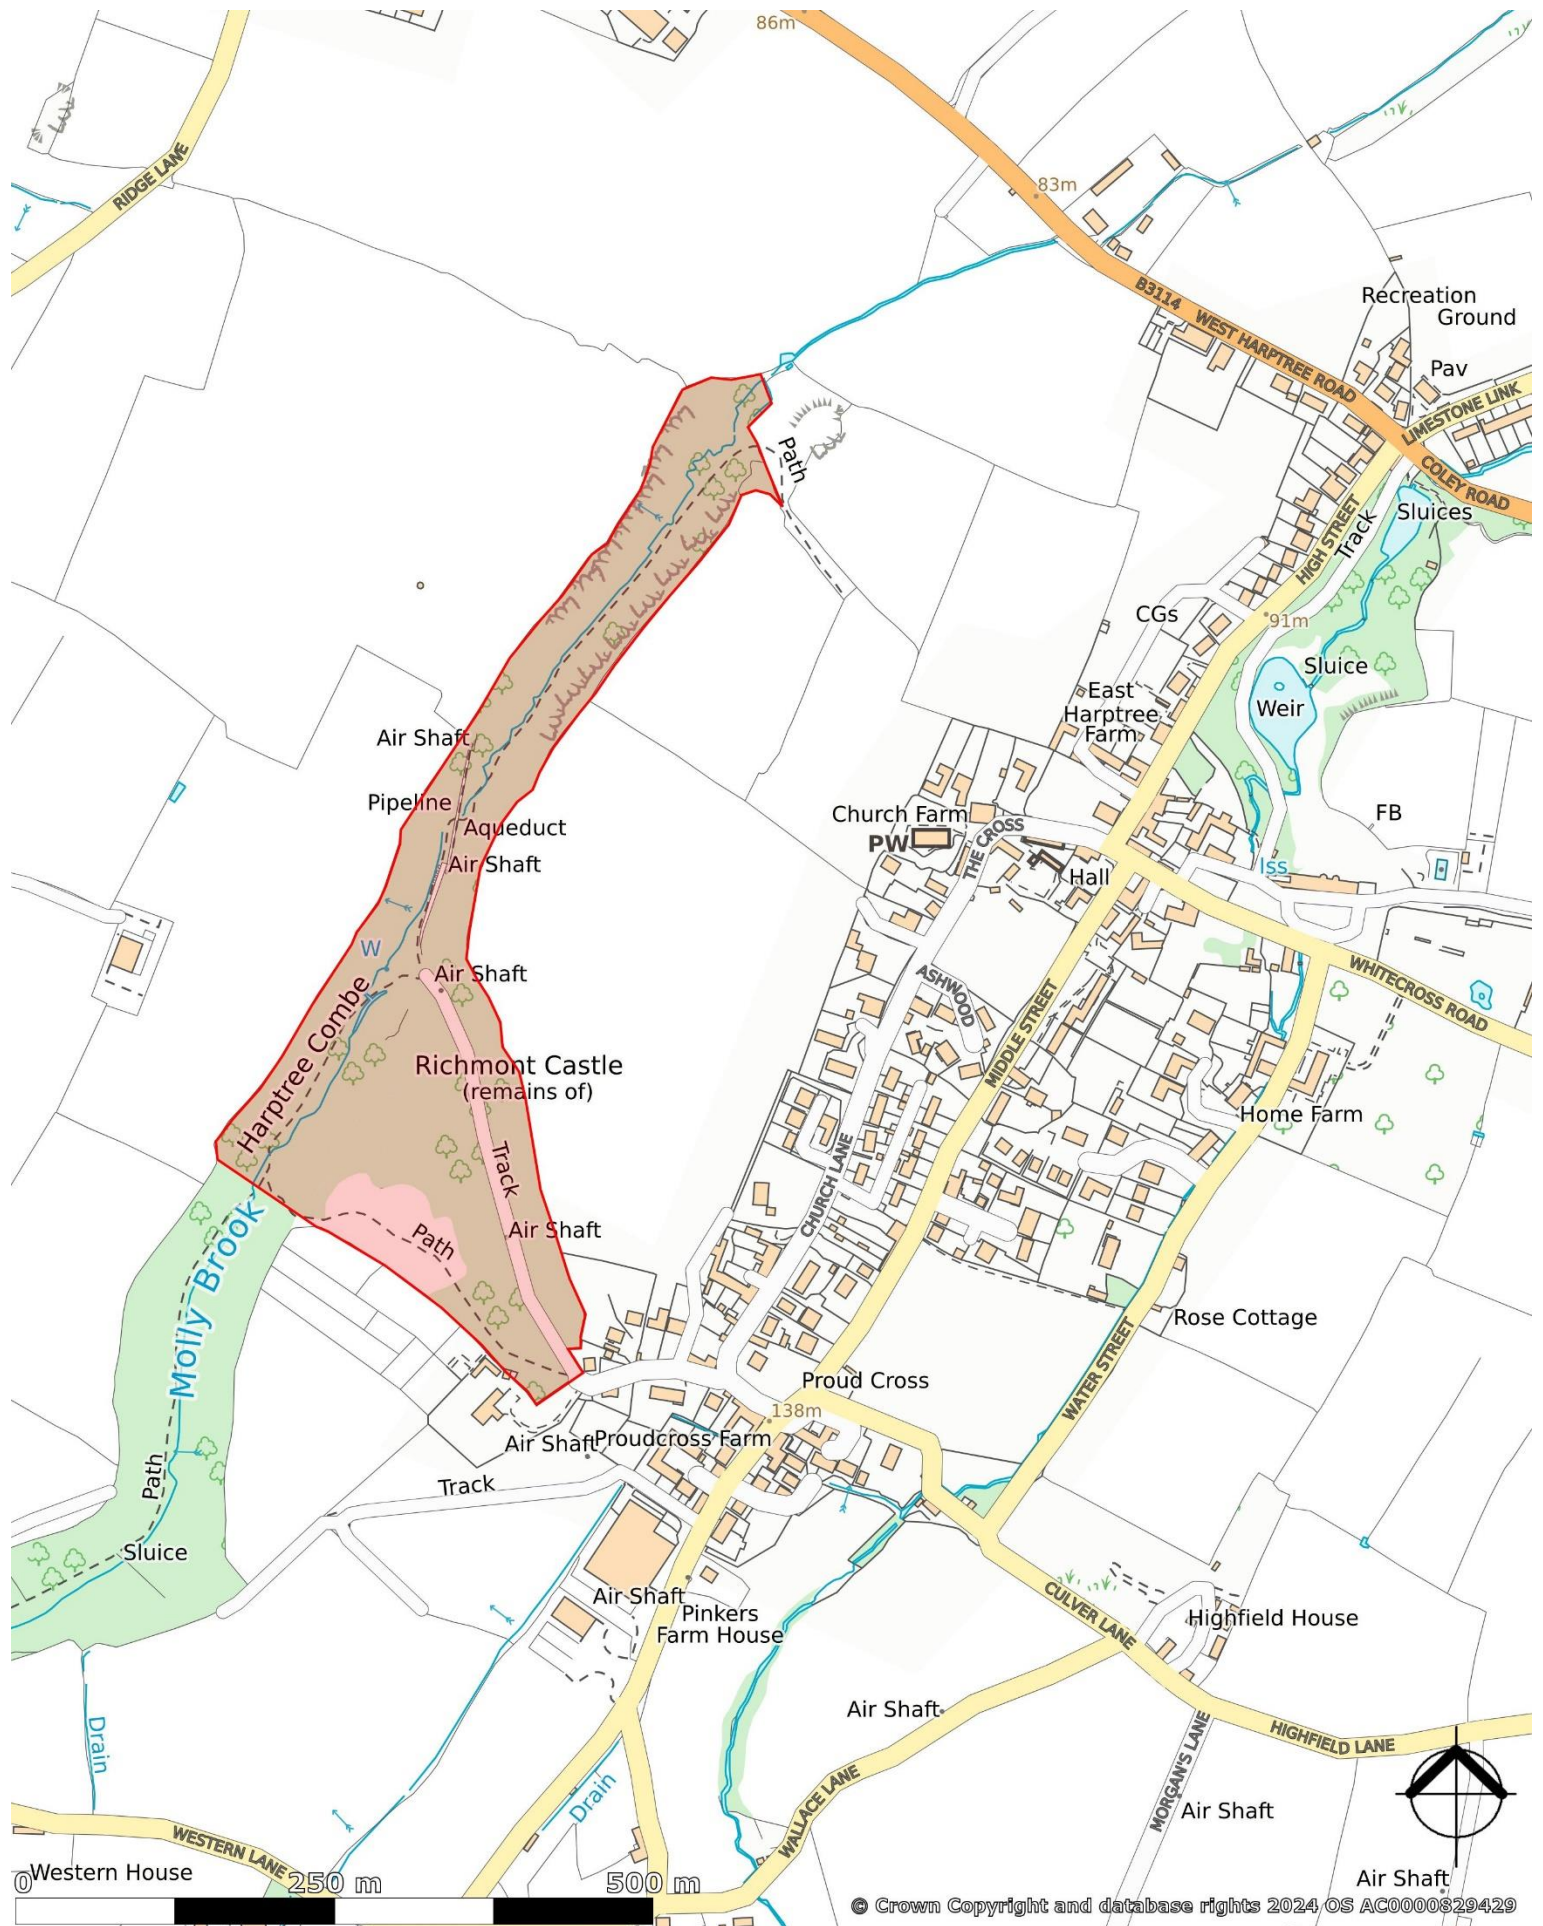 86m
RIDGE LANE
83m
B3114
WEST HARPTREE ROAD
Recreation
Ground
Pav
LIMESTONE LINK
COLEY ROAD
Path
Sluices
HIGH STREET
Track
CGs
91m
Sluice
East
Harptree
Farm
Weir
Air Shaft
Pipeline
Aqueduct
Church Farm
PW
THE CROSS
FB
Air Shaft
Hall
Iss
W
Air Shaft
ASHWOOD
WHITECROSS ROAD
Harptree Combe
MIDDLE STREET
Richmont Castle
(remains of)
Home Farm
Track
CHURCH LANE
Molly Brook
Path
Air Shaft
Rose Cottage
WATER STREET
Proud Cross
138m
Air Shaft
Proudcross Farm
Path
Track
Sluice
Air Shaft
Pinkers
Farm House
CULVER LANE
Highfield House
Air Shaft
Drain
HIGHFIELD LANE
MORGAN'S LANE
Drain
WALLACE LANE
Air Shaft
WESTERN LANE
Western House
Air Shaft
0
250 m
500 m
© Crown Copyright and database rights 2024 OS AC0000829429